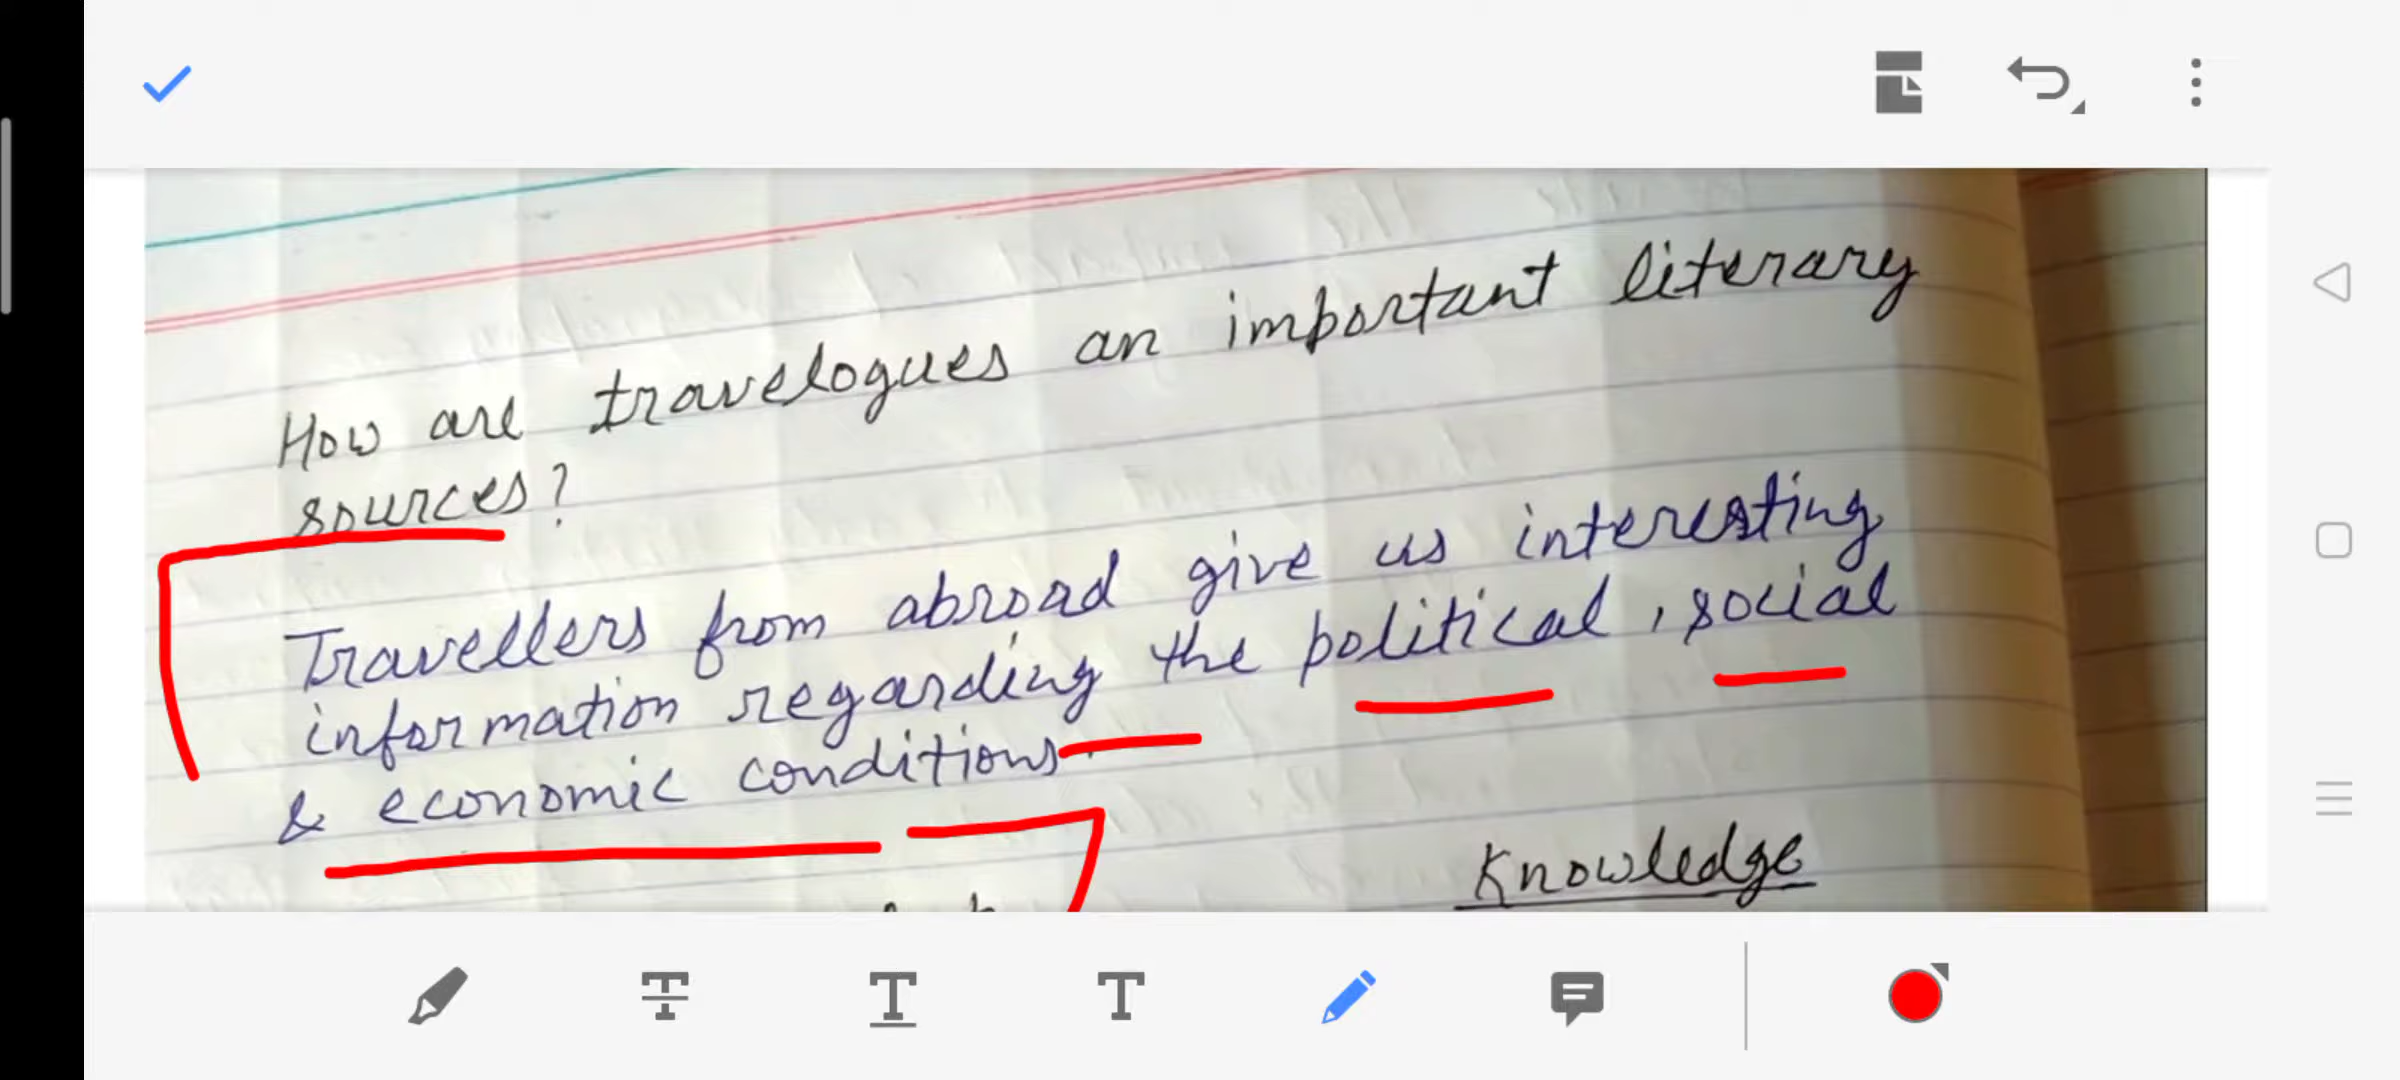 How are travelogues an important literary
sources?
Travellers from abroad give us interesting
information regarding the political, social
& economic conditions.
Knowledge